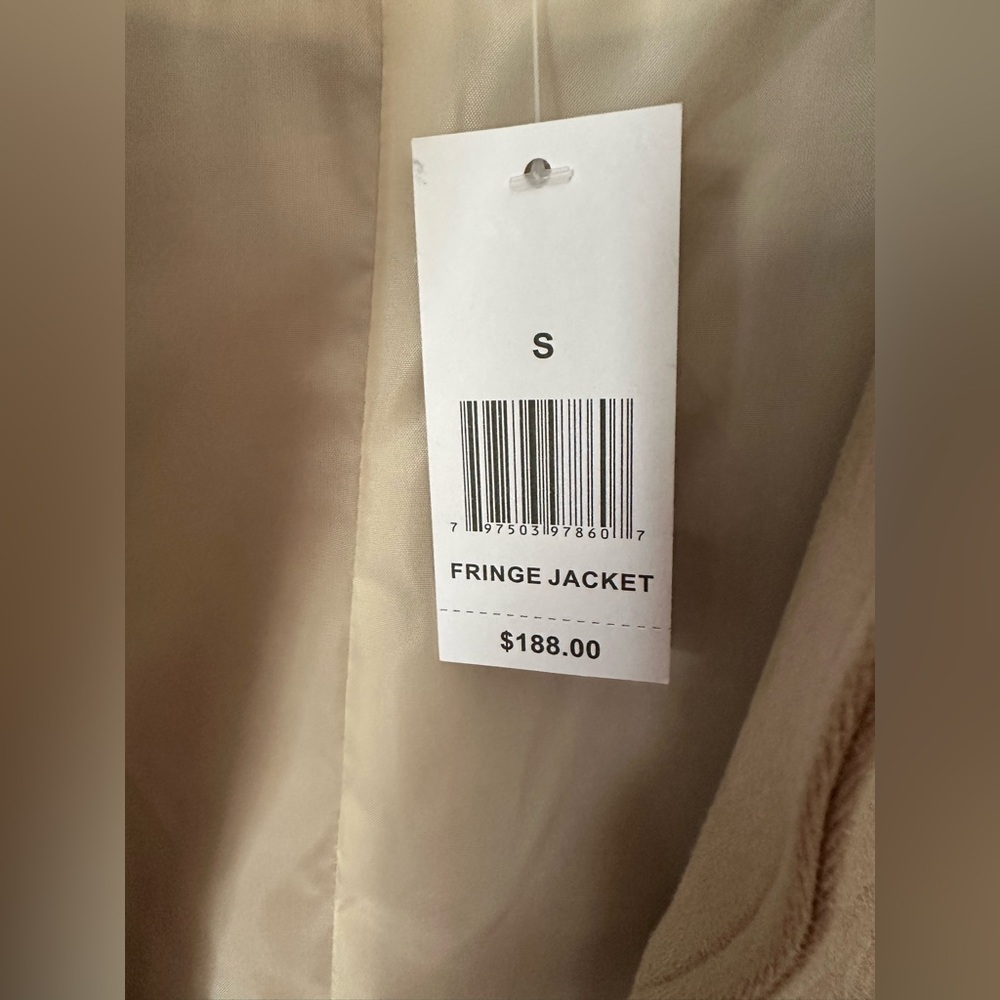 S
7 97503 97860 7
FRINGE JACKET
$188.00